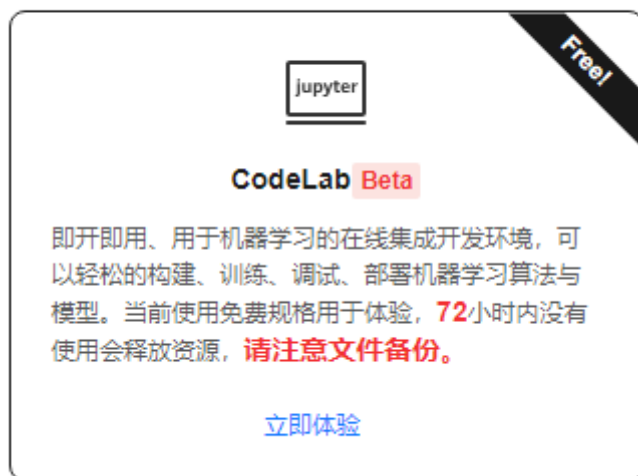 Free!
jupyter
CodeLab Beta
即开即用、用于机器学习的在线集成开发环境，可
以轻松的构建、训练、调试、部署机器学习算法与
模型。当前使用免费规格用于体验，72小时内没有
使用会释放资源，请注意文件备份。
立即体验